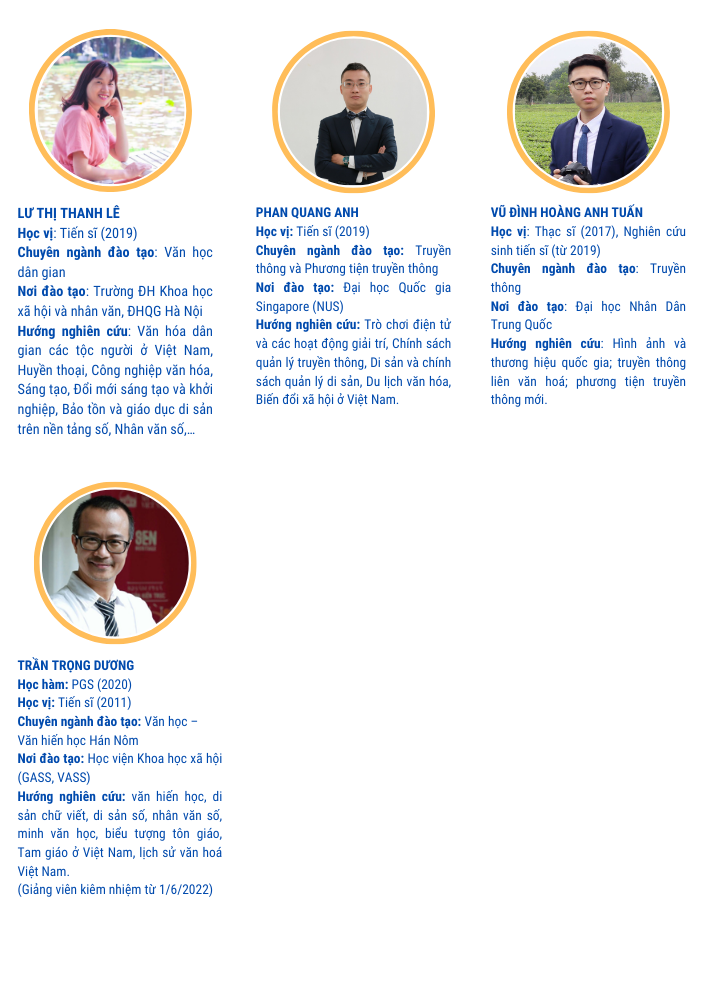 LƯ THỊ THANH LÊ
Học vị: Tiến sĩ (2019)
Chuyên ngành đào tạo: Văn học
dân gian
Nơi đào tạo: Trường ĐH Khoa học
xã hội và nhân văn, ĐHQG Hà Nội
Hướng nghiên cứu: Văn hóa dân
gian các tộc người ở Việt Nam,
Huyền thoại, Công nghiệp văn hóa,
Sáng tạo, Đổi mới sáng tạo và khởi
nghiệp, Bảo tồn và giáo dục di sản
trên nền tảng số, Nhân văn số,...
PHAN QUANG ANH
Học vị: Tiến sĩ (2019)
Chuyên ngành đào tạo: Truyền
thông và Phương tiện truyền thông
Nơi đào tạo: Đại học Quốc gia
Singapore (NUS)
Hướng nghiên cứu: Trò chơi điện tử
và các hoạt động giải trí, Chính sách
quản lý truyền thông, Di sản và chính
sách quản lý di sản, Du lịch văn hóa,
Biến đổi xã hội ở Việt Nam.
VŨ ĐÌNH HOÀNG ANH TUẤN
Học vị: Thạc sĩ (2017), Nghiên cứu
sinh tiến sĩ (từ 2019)
Chuyên ngành đào tạo: Truyền
thông
Nơi đào tạo: Đại học Nhân Dân
Trung Quốc
Hướng nghiên cứu: Hình ảnh và
thương hiệu quốc gia; truyền thông
liên văn hoá; phương tiện truyền
thông mới.
SEN
TRẦN TRỌNG DƯƠNG
Học hàm: PGS (2020)
Học vị: Tiến sĩ (2011)
Chuyên ngành đào tạo: Văn học –
Văn hiến học Hán Nôm
Nơi đào tạo: Học viện Khoa học xã hội
(GASS, VASS)
Hướng nghiên cứu: văn hiến học, di
sản chữ viết, di sản số, nhân văn số,
minh văn học, biểu tượng tôn giáo,
Tam giáo ở Việt Nam, lịch sử văn hoá
Việt Nam.
(Giảng viên kiêm nhiệm từ 1/6/2022)